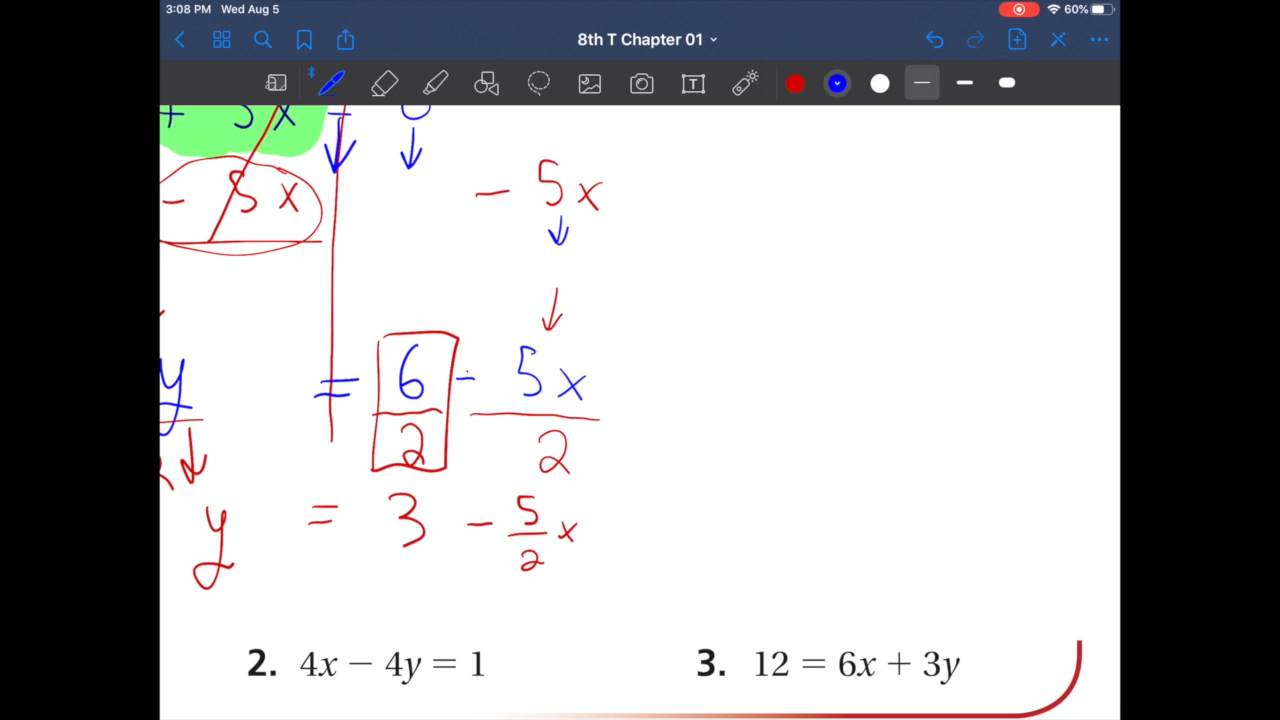 3:08 PM Wed Aug 5
60%
8th T Chapter 01
T
+ 5x = 6
- 5x - 5x
y = 6 - 5x
2 2
y = 3 - 5/2 x
2. 4x − 4y = 1
3. 12 = 6x + 3y